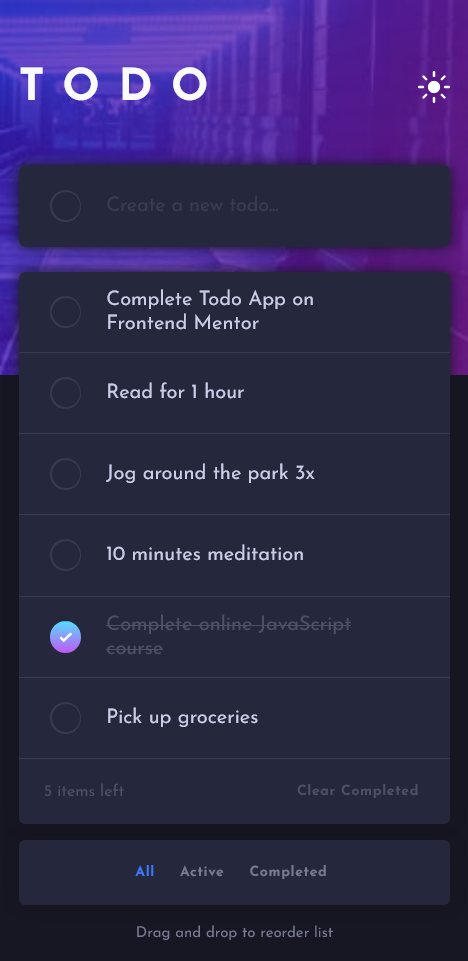 TODO
Create a new todo...
Complete Todo App on
Frontend Mentor
Read for 1 hour
Jog around the park 3x
10 minutes meditation
Complete online JavaScript
course
Pick up groceries
5 items left Clear Completed
All Active Completed
Drag and drop to reorder list